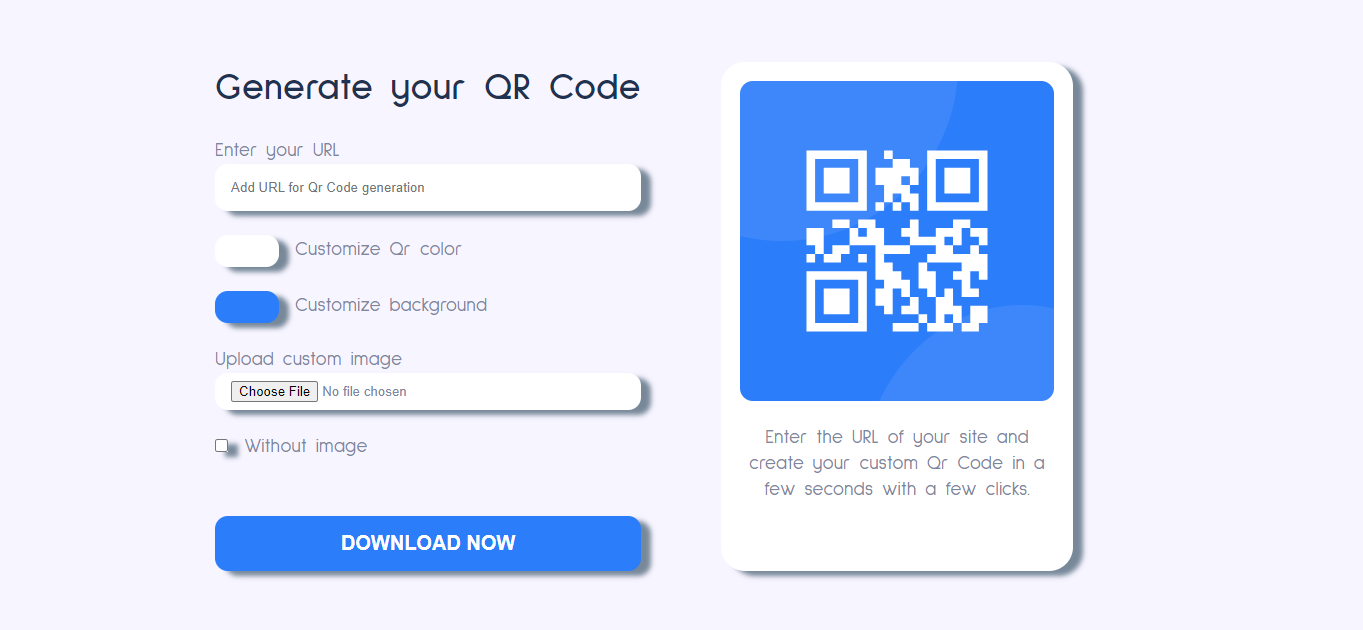 Generate your QR Code
Enter your URL
Add URL for Qr Code generation
Customize Qr color
Customize background
Upload custom image
Choose File No file chosen
Without image
DOWNLOAD NOW
Enter the URL of your site and
create your custom Qr Code in a
few seconds with a few clicks.